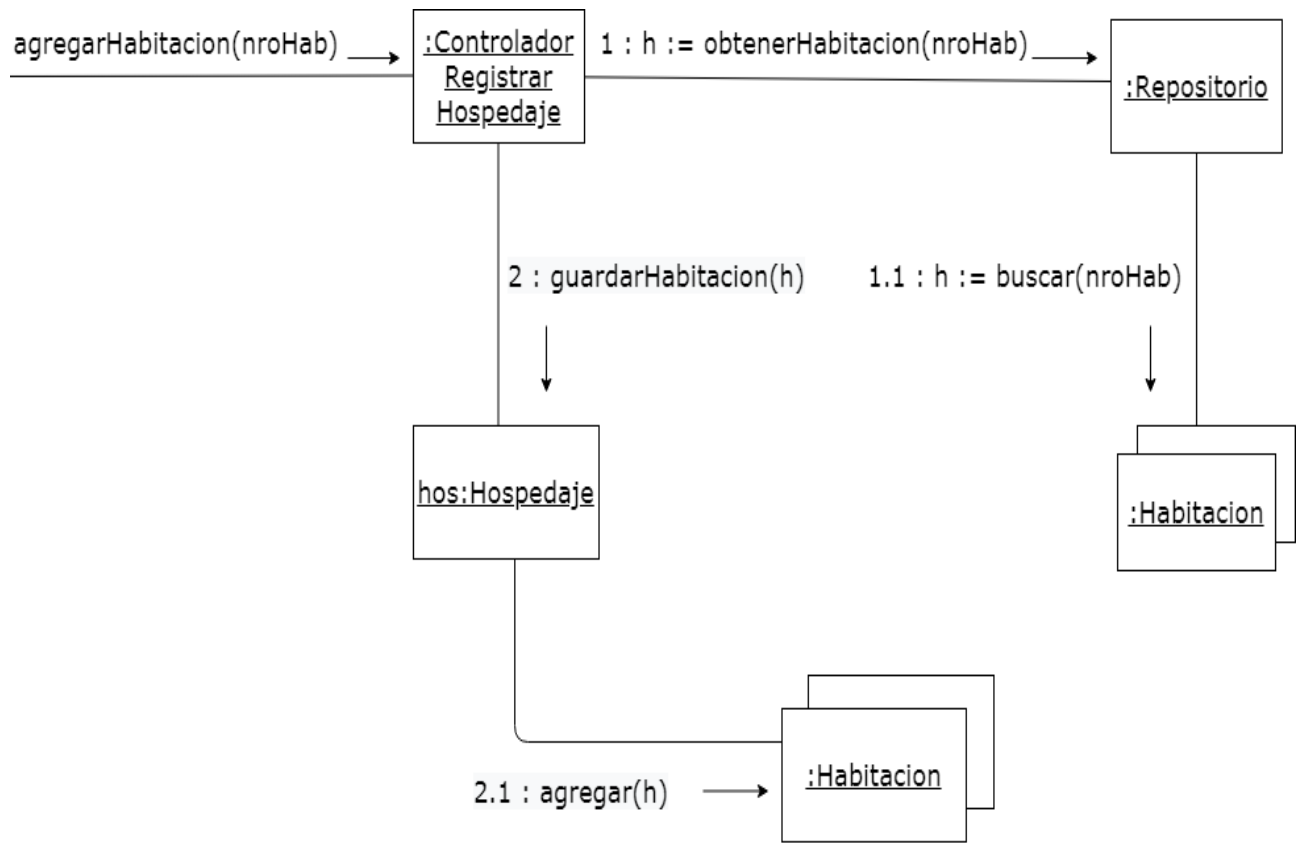 agregarHabitacion(nroHab)
:Controlador
Registrar
Hospedaje
1 : h := obtenerHabitacion(nroHab)
:Repositorio
2 : guardarHabitacion(h)
1.1 : h := buscar(nroHab)
hos:Hospedaje
:Habitacion
2.1 : agregar(h)
:Habitacion